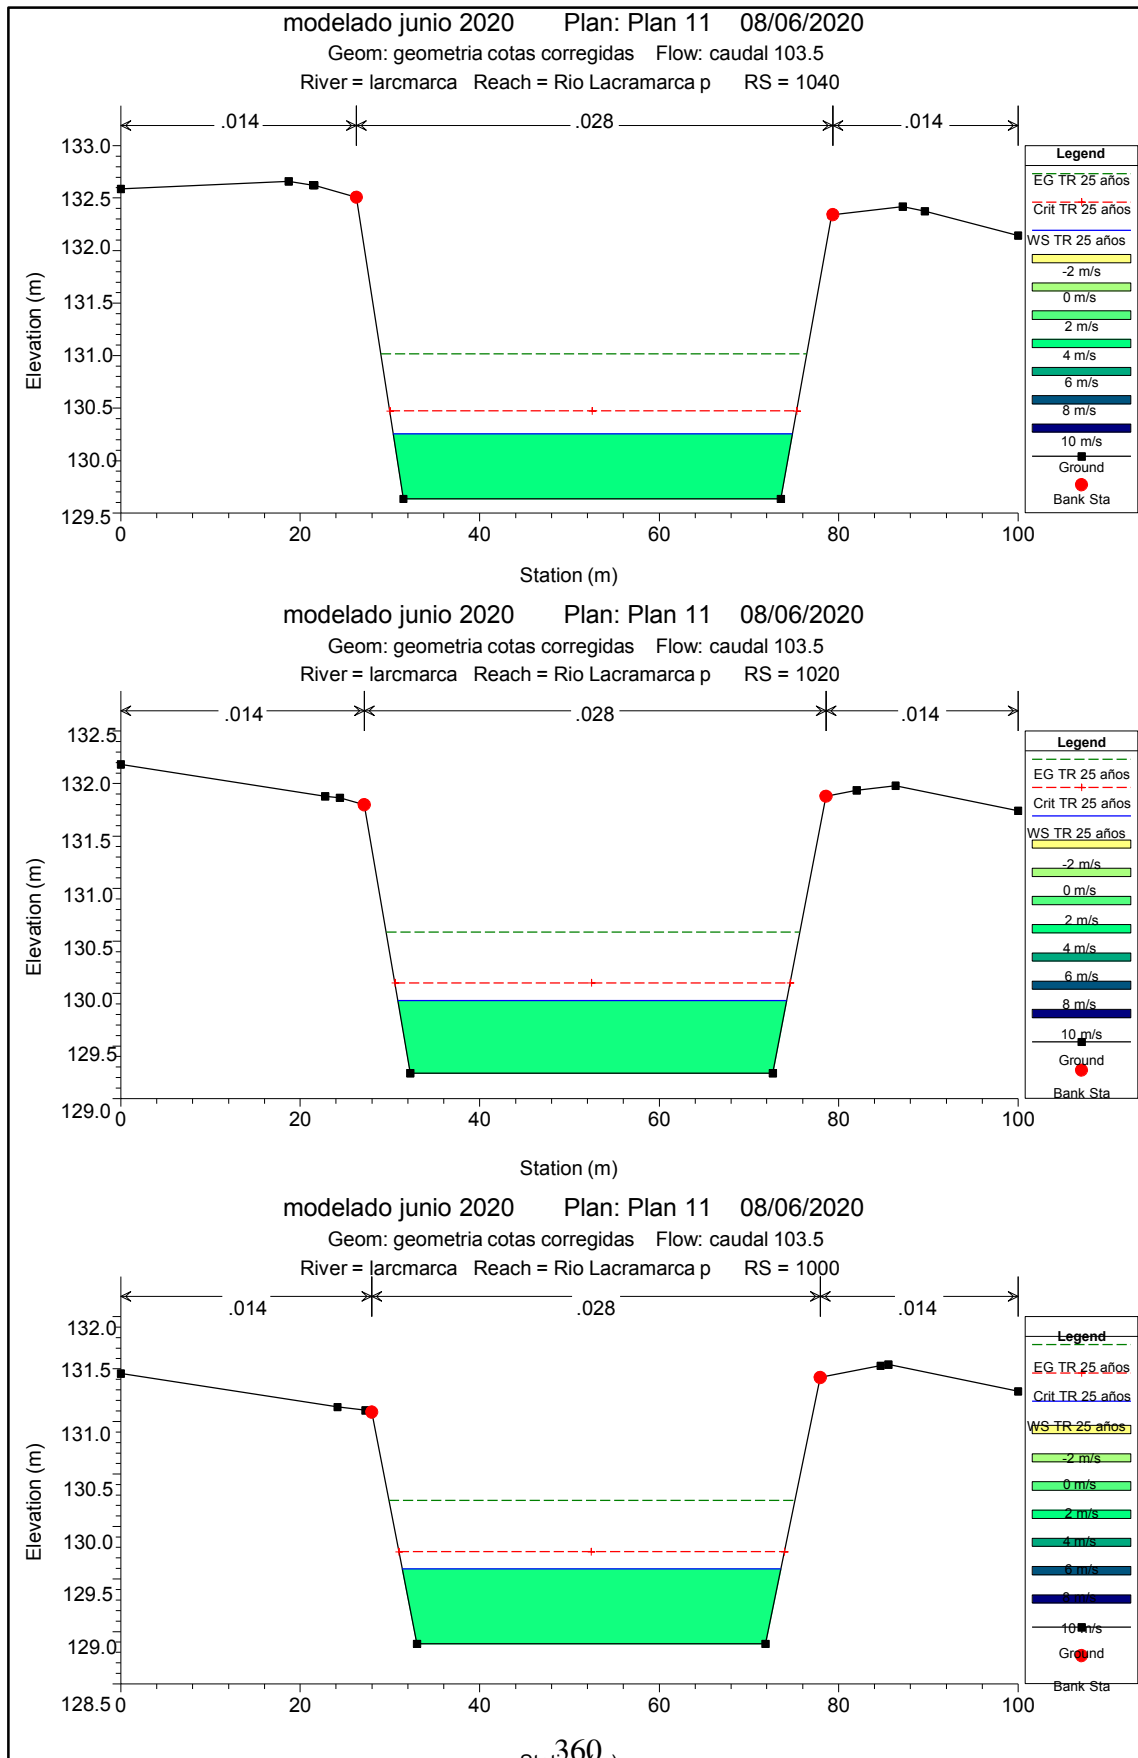 modelado junio 2020 Plan: Plan 11 08/06/2020
Geom: geometria cotas corregidas Flow: caudal 103.5
River = larcmarca Reach = Rio Lacramarca p RS = 1040
.014 .028 .014
133.0
132.5
132.0
131.5
131.0
130.5
130.0
129.5
Elevation (m)
0 20 40 60 80 100
Station (m)
Legend
EG TR 25 años
Crit TR 25 años
WS TR 25 años
-2 m/s
0 m/s
2 m/s
4 m/s
6 m/s
8 m/s
10 m/s
Ground
Bank Sta
modelado junio 2020 Plan: Plan 11 08/06/2020
Geom: geometria cotas corregidas Flow: caudal 103.5
River = larcmarca Reach = Rio Lacramarca p RS = 1020
.014 .028 .014
132.5
132.0
131.5
131.0
130.5
130.0
129.5
129.0
Elevation (m)
0 20 40 60 80 100
Station (m)
Legend
EG TR 25 años
Crit TR 25 años
WS TR 25 años
-2 m/s
0 m/s
2 m/s
4 m/s
6 m/s
8 m/s
10 m/s
Ground
Bank Sta
modelado junio 2020 Plan: Plan 11 08/06/2020
Geom: geometria cotas corregidas Flow: caudal 103.5
River = larcmarca Reach = Rio Lacramarca p RS = 1000
.014 .028 .014
132.0
131.5
131.0
130.5
130.0
129.5
129.0
128.5
Elevation (m)
0 20 40 60 80 100
Legend
EG TR 25 años
Crit TR 25 años
WS TR 25 años
-2 m/s
0 m/s
2 m/s
4 m/s
6 m/s
8 m/s
10 m/s
Ground
Bank Sta
360